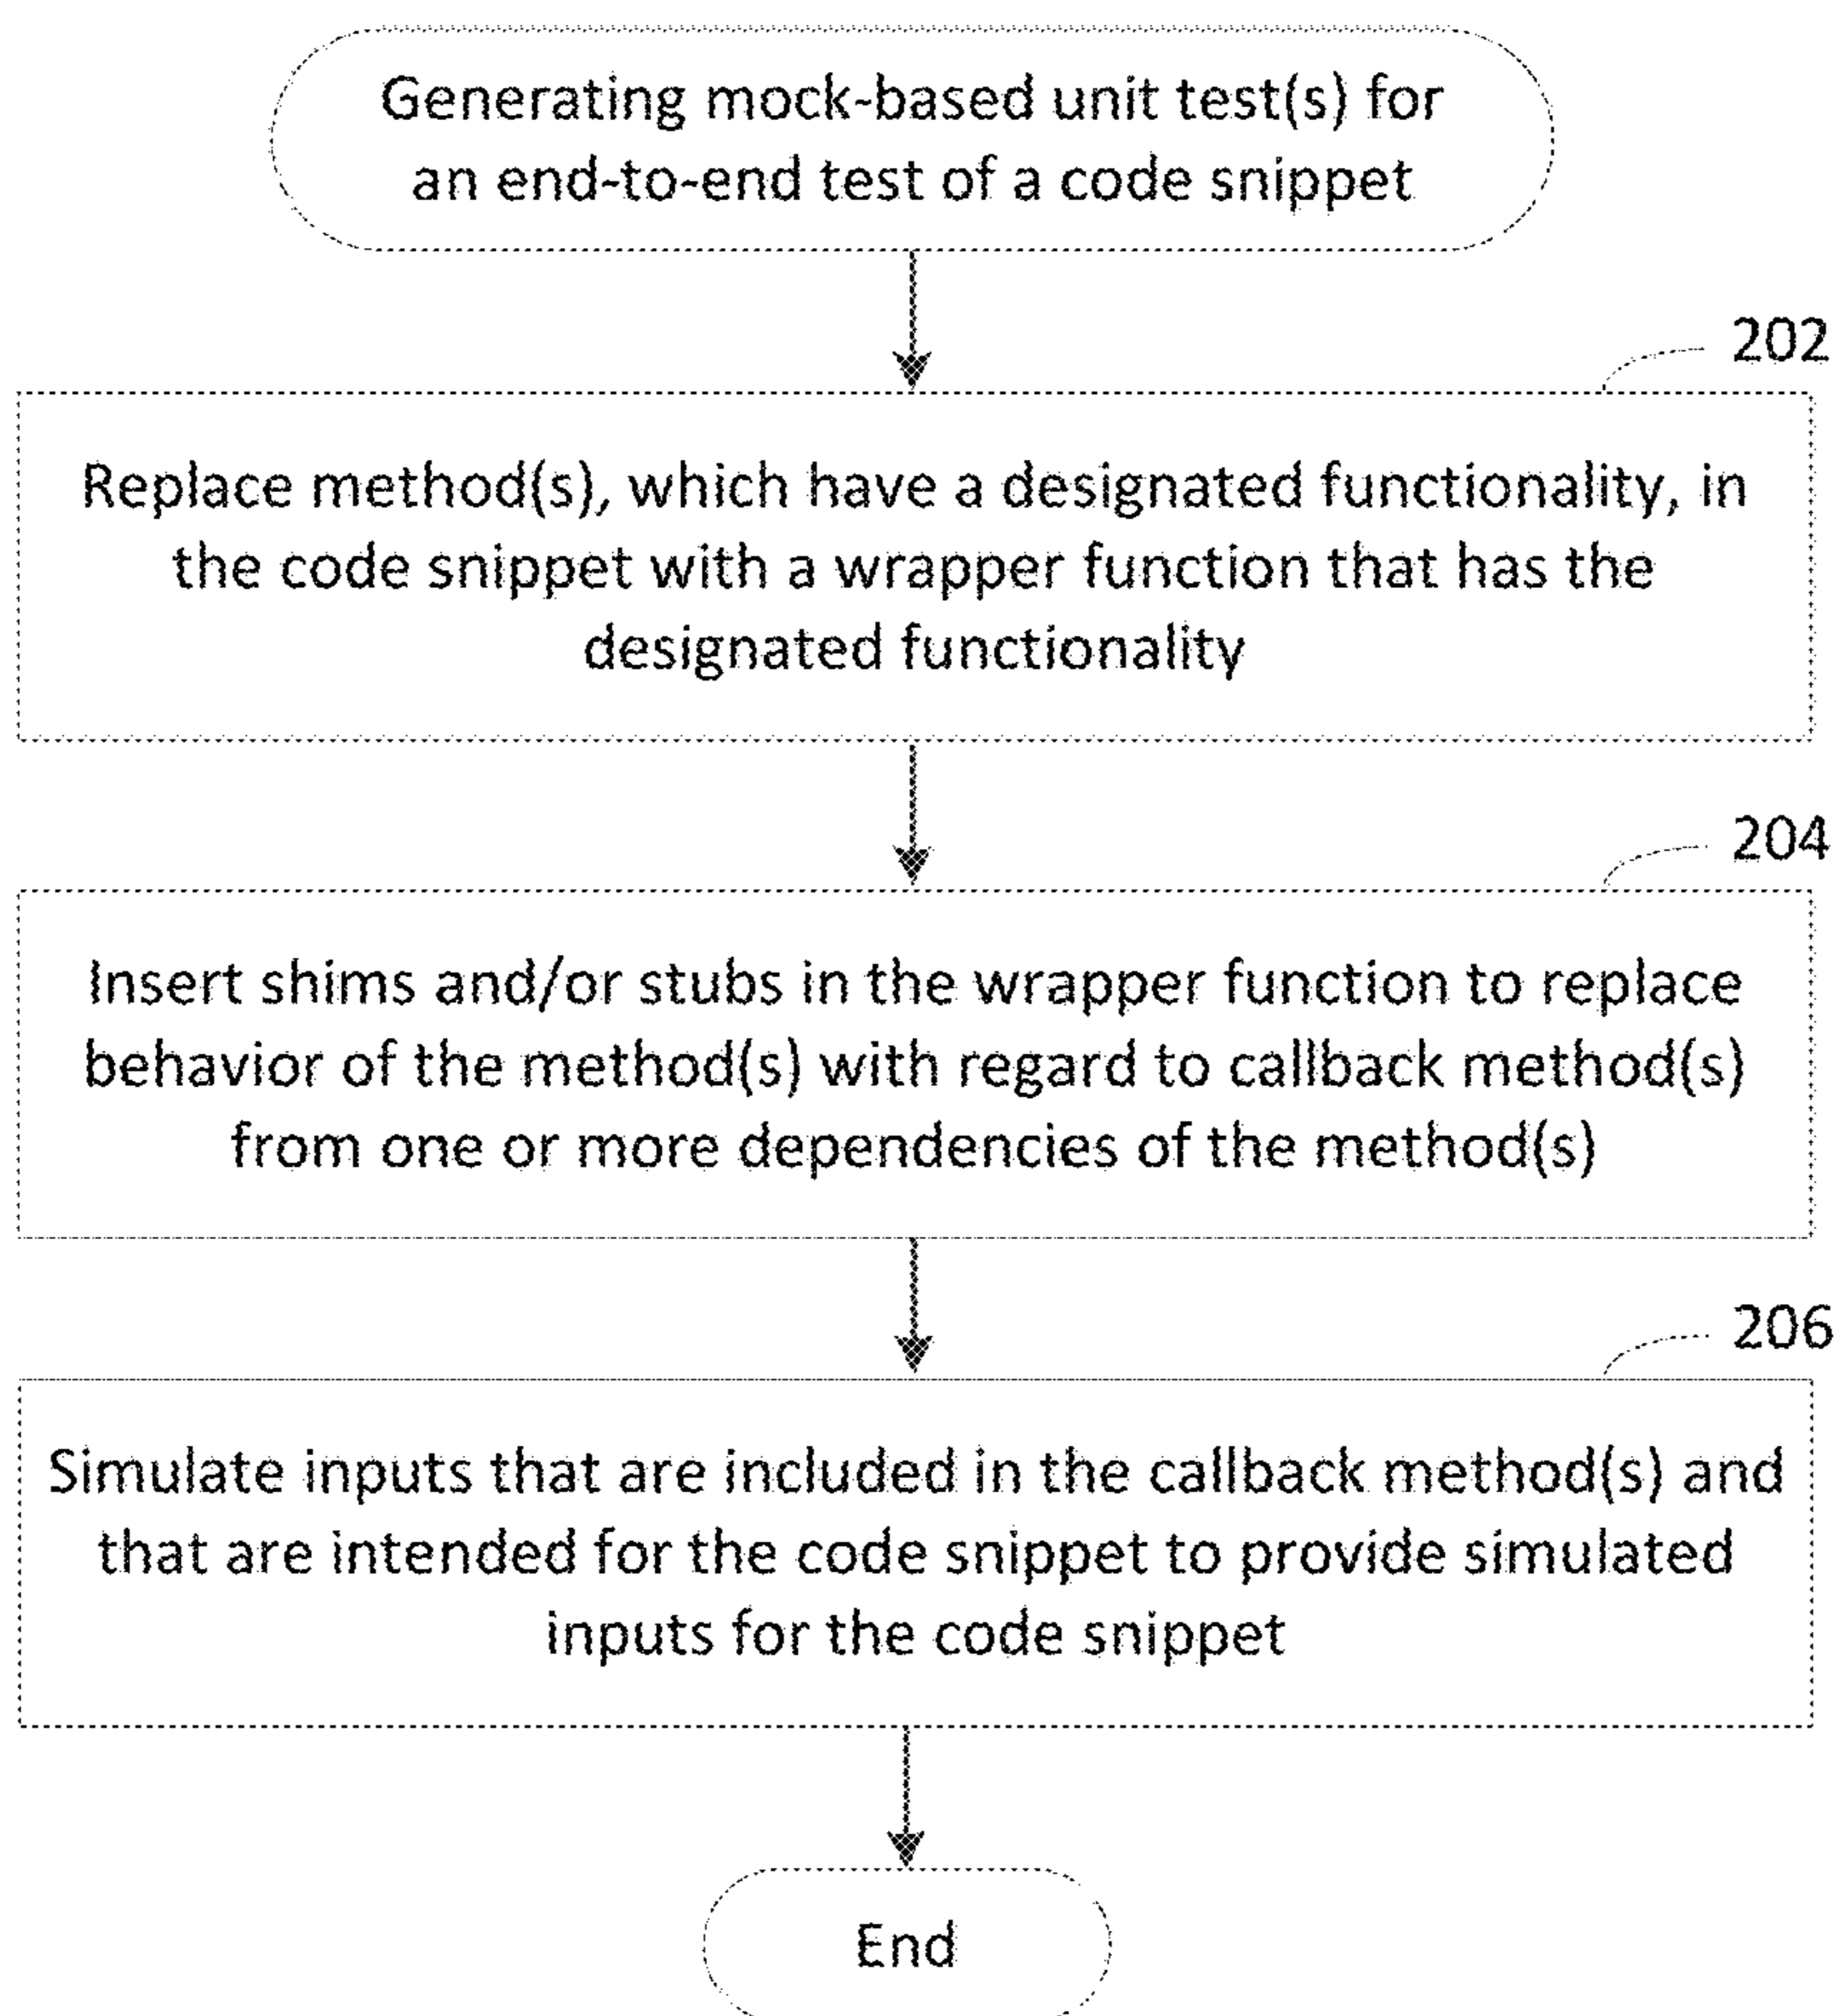 Generating mock-based unit test(s) for
an end-to-end test of a code snippet
202
Replace method(s), which have a designated functionality, in
the code snippet with a wrapper function that has the
designated functionality
204
Insert shims and/or stubs in the wrapper function to replace
behavior of the method(s) with regard to callback method(s)
from one or more dependencies of the method(s)
206
Simulate inputs that are included in the callback method(s) and
that are intended for the code snippet to provide simulated
inputs for the code snippet
End